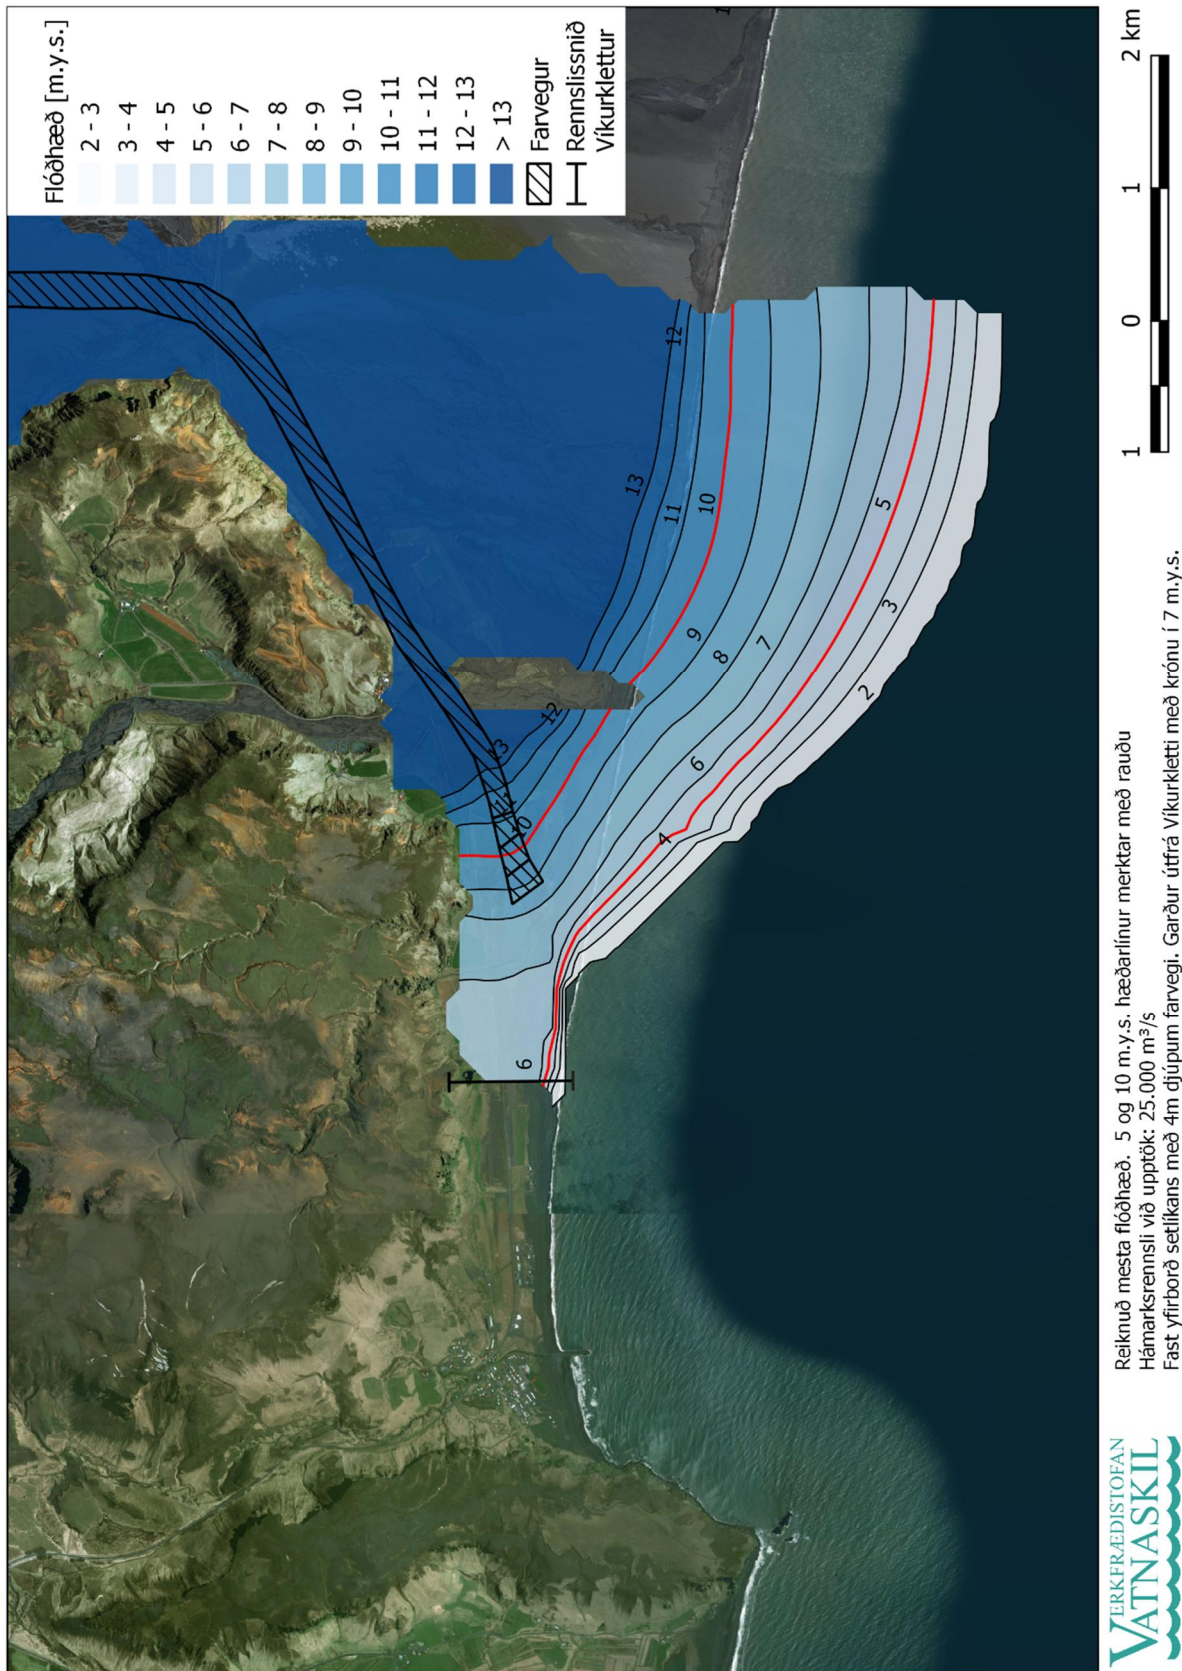 Flóðhæð [m.y.s.]
2 - 3
3 - 4
4 - 5
5 - 6
6 - 7
7 - 8
8 - 9
9 - 10
10 - 11
11 - 12
12 - 13
> 13
Farvegur
Rennslissnið
Víkurklettur
13
12
11
10
9
8
7
6
5
4
3
2
13
12
11
10
6
1
1 0 1 2 km
Reiknuð mesta flóðhæð. 5 og 10 m.y.s. hæðarlínur merktar með rauðu
Hámarksrennsli við upptök: 25.000 m³/s
Fast yfirborð setlíkans með 4m djúpum farvegi. Garður útfrá Víkurkletti með krónu í 7 m.y.s.
VERKFRÆÐISTOFAN
VATNASKIL